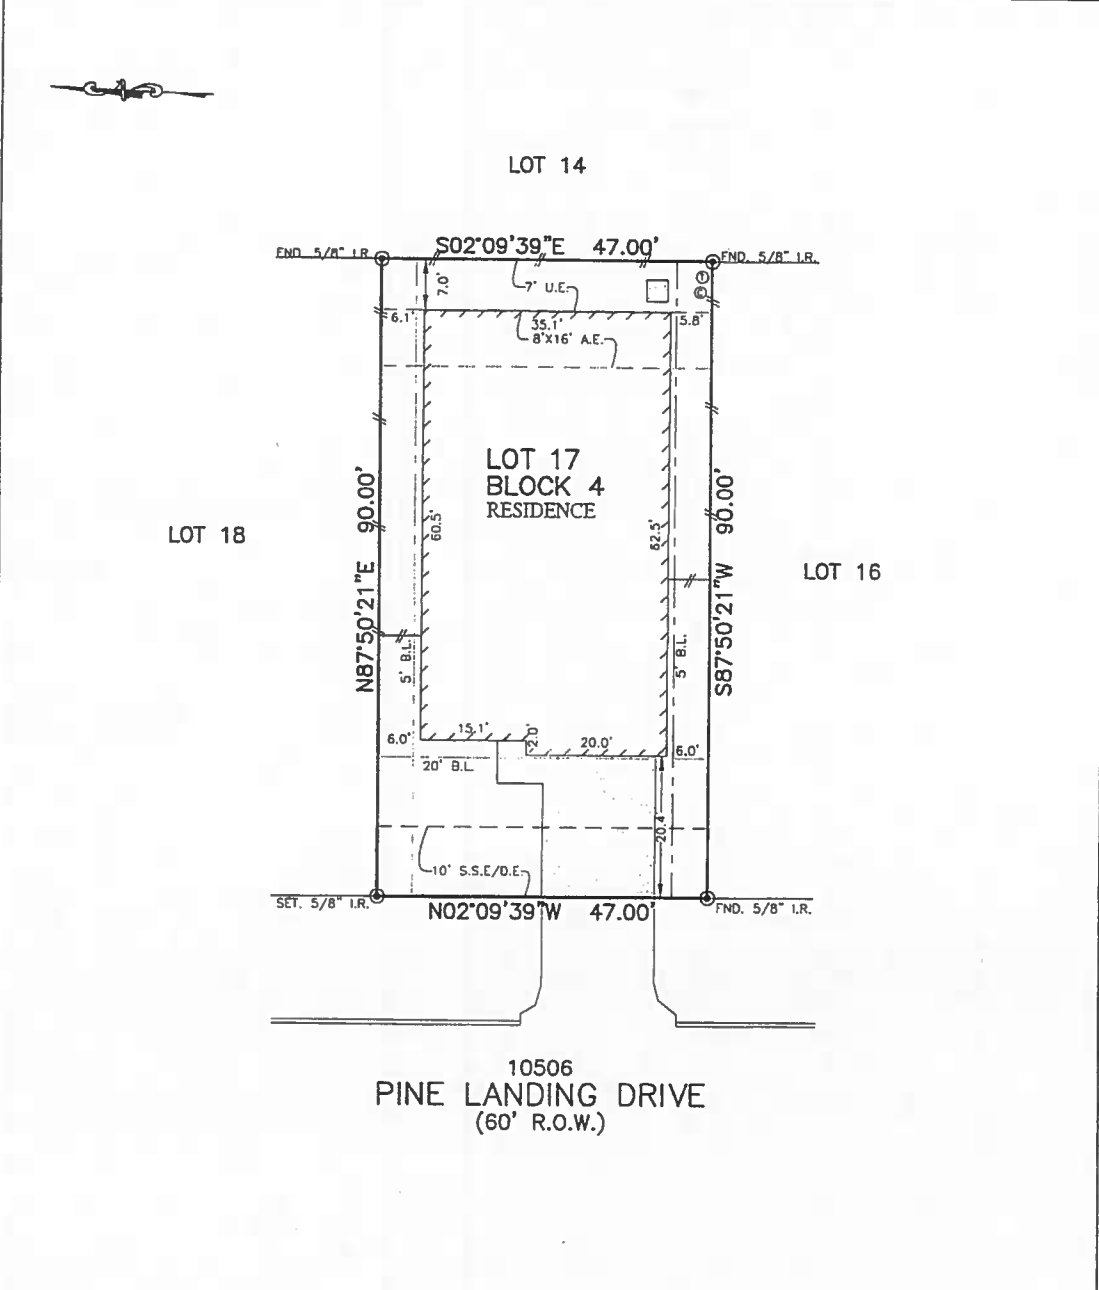 LOT 14
S02°09'39"E 47.00'
FND. 5/8" I.R.
FND. 5/8" I.R.
7.0'
7' U.E.
T
6.1'
35.1'
5.8'
8'X16' A.E.
LOT 17
BLOCK 4
RESIDENCE
N87°50'21"E 90.00'
60.5'
62.5'
S87°50'21"W 90.00'
LOT 18
LOT 16
5' B.L.
5' B.L.
6.0'
15.1'
2.0'
20.0'
6.0'
20' B.L.
20.4
10' S.S.E/D.E.
SET. 5/8" I.R.
N02°09'39"W 47.00'
FND. 5/8" I.R.
10506
PINE LANDING DRIVE
(60' R.O.W.)